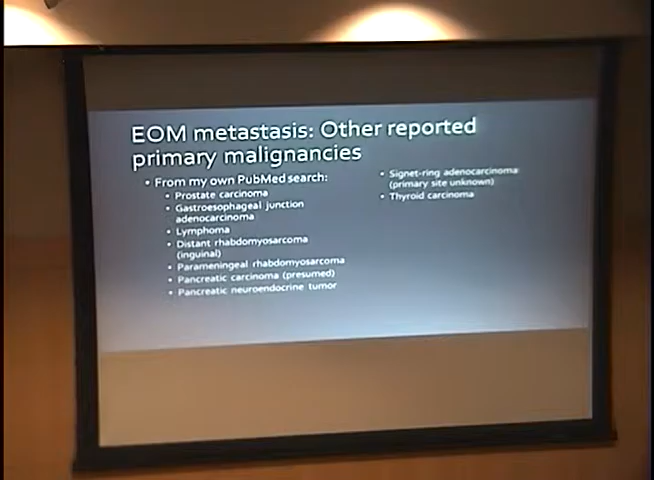 EOM metastasis: Other reported
primary malignancies
• From my own PubMed search:
• Prostate carcinoma
• Gastroesophageal junction
adenocarcinoma
• Lymphoma
• Distant rhabdomyosarcoma
(inguinal)
• Parameningeal rhabdomyosarcoma
• Pancreatic carcinoma (presumed)
• Pancreatic neuroendocrine tumor
• Signet-ring adenocarcinoma
(primary site unknown)
• Thyroid carcinoma